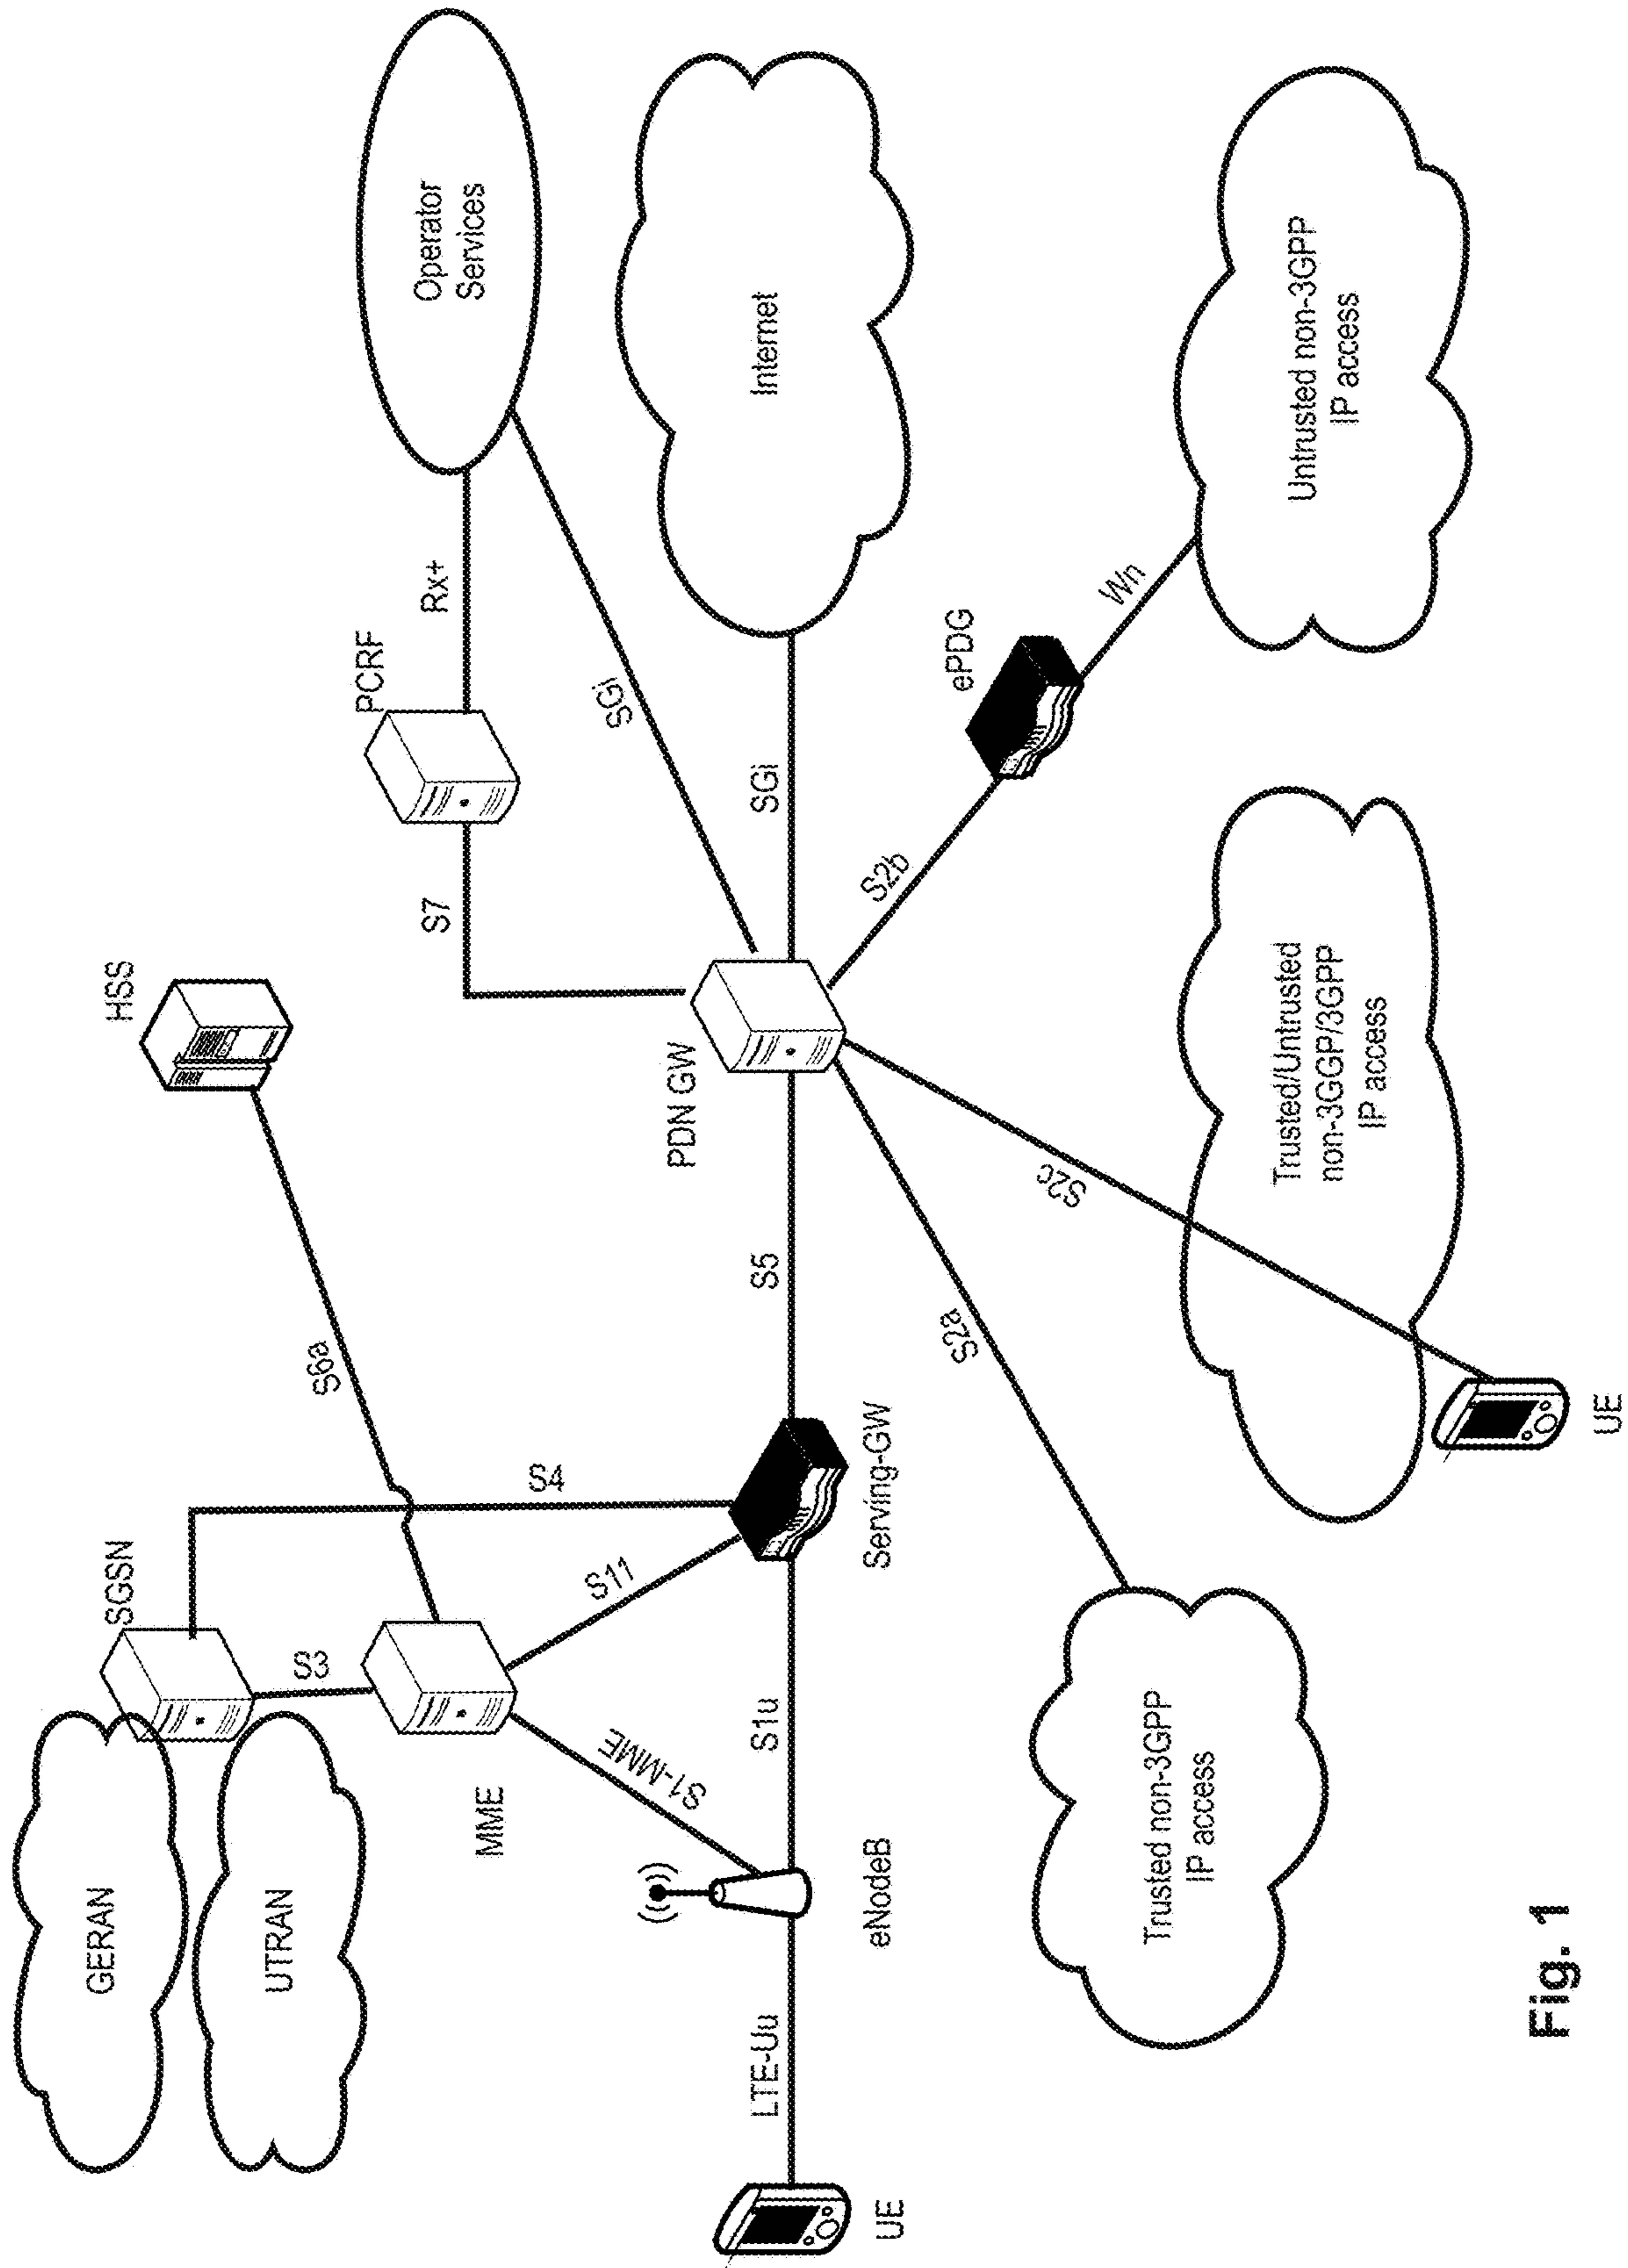 GERAN
SGSN
HSS
UTRAN
S3
S6a
PCRF
Rx+
Operator
Services
MME
S4
S7
S11
S1-MME
SGi
PDN GW
UE
LTE-Uu
eNodeB
S1u
Serving-GW
S5
SGi
Internet
S2b
ePDG
Wn
S2a
S2c
Trusted non-3GPP
IP access
Trusted/Untrusted
non-3GGP/3GPP
IP access
Untrusted non-3GPP
IP access
UE
Fig. 1